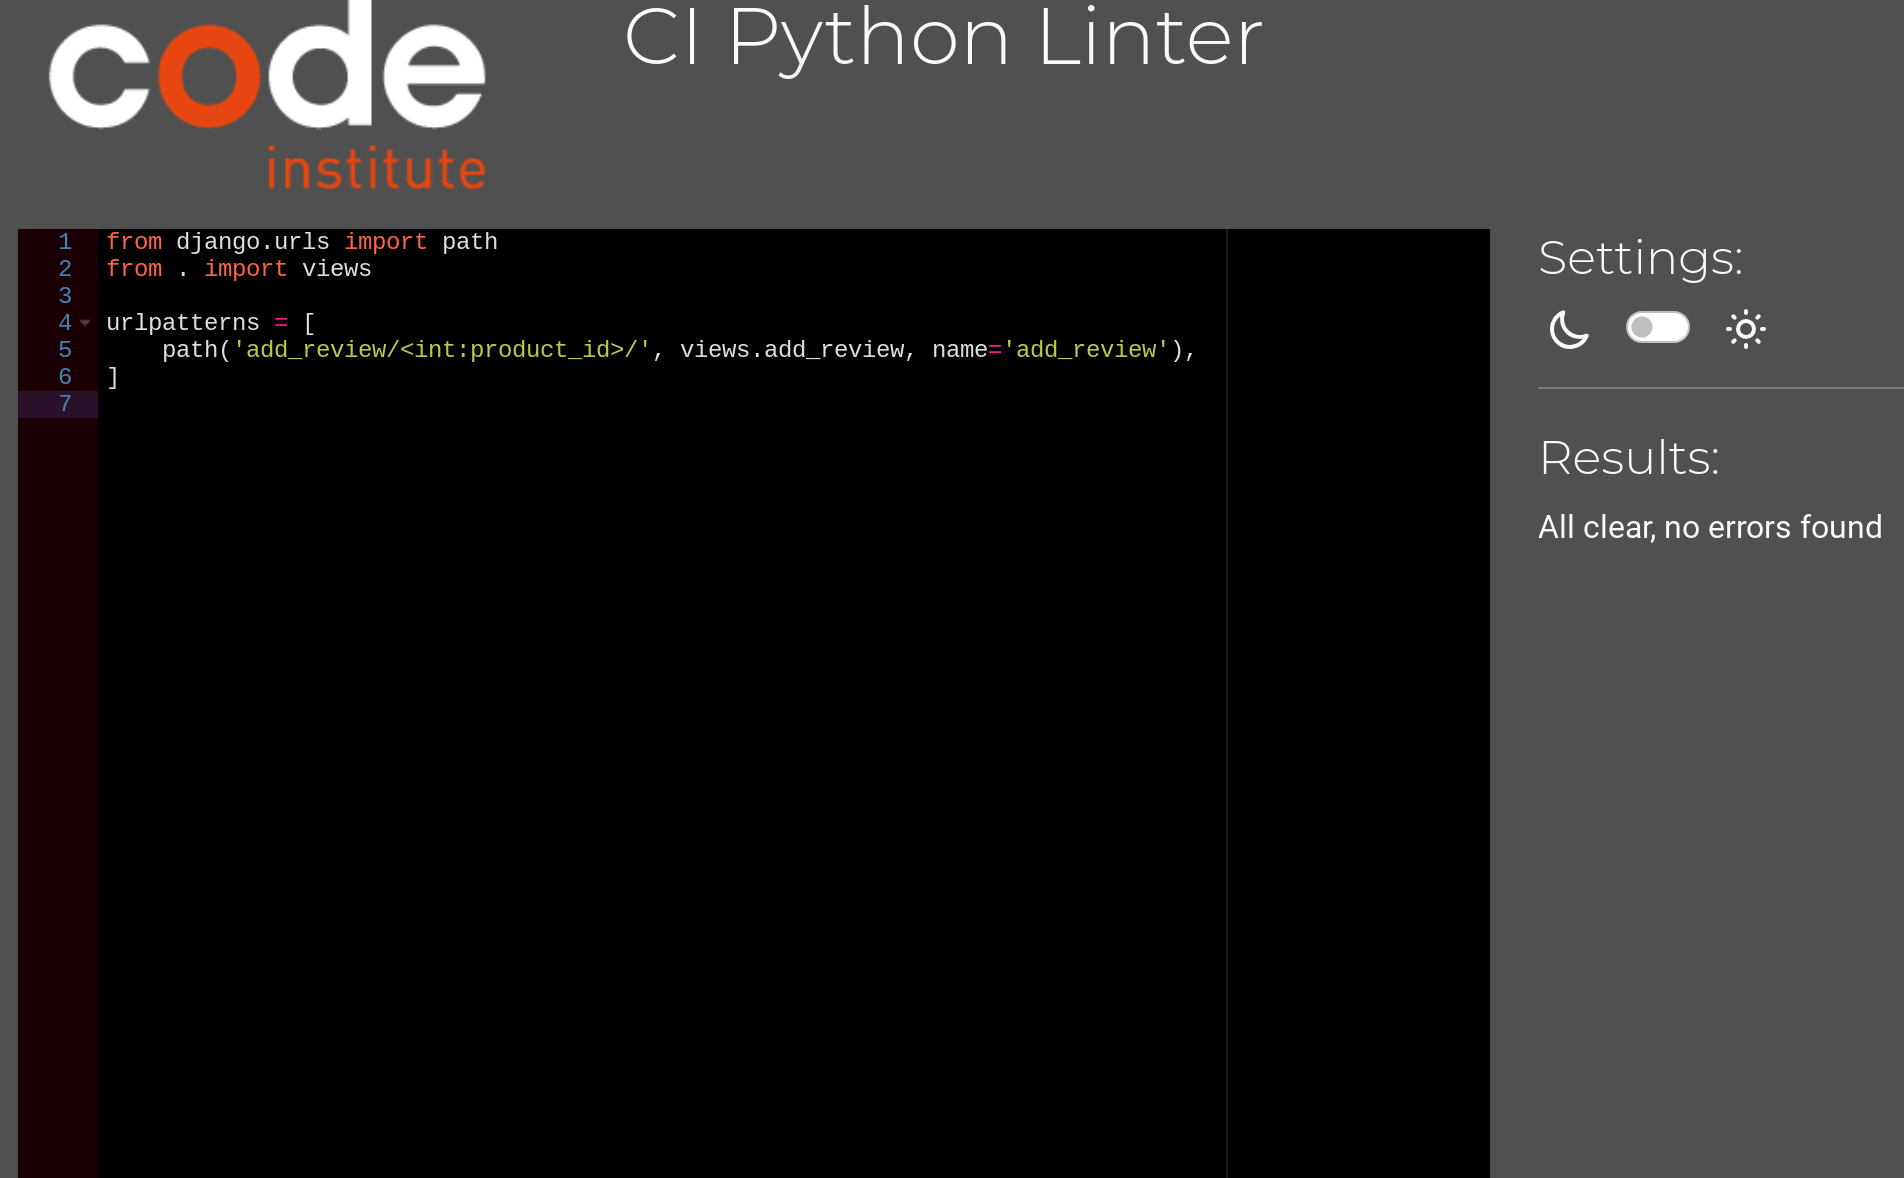 code
institute
CI Python Linter
1 from django.urls import path
2 from . import views
3
4 urlpatterns = [
5     path('add_review/<int:product_id>/', views.add_review, name='add_review'),
6 ]
7
Settings:
Results:
All clear, no errors found